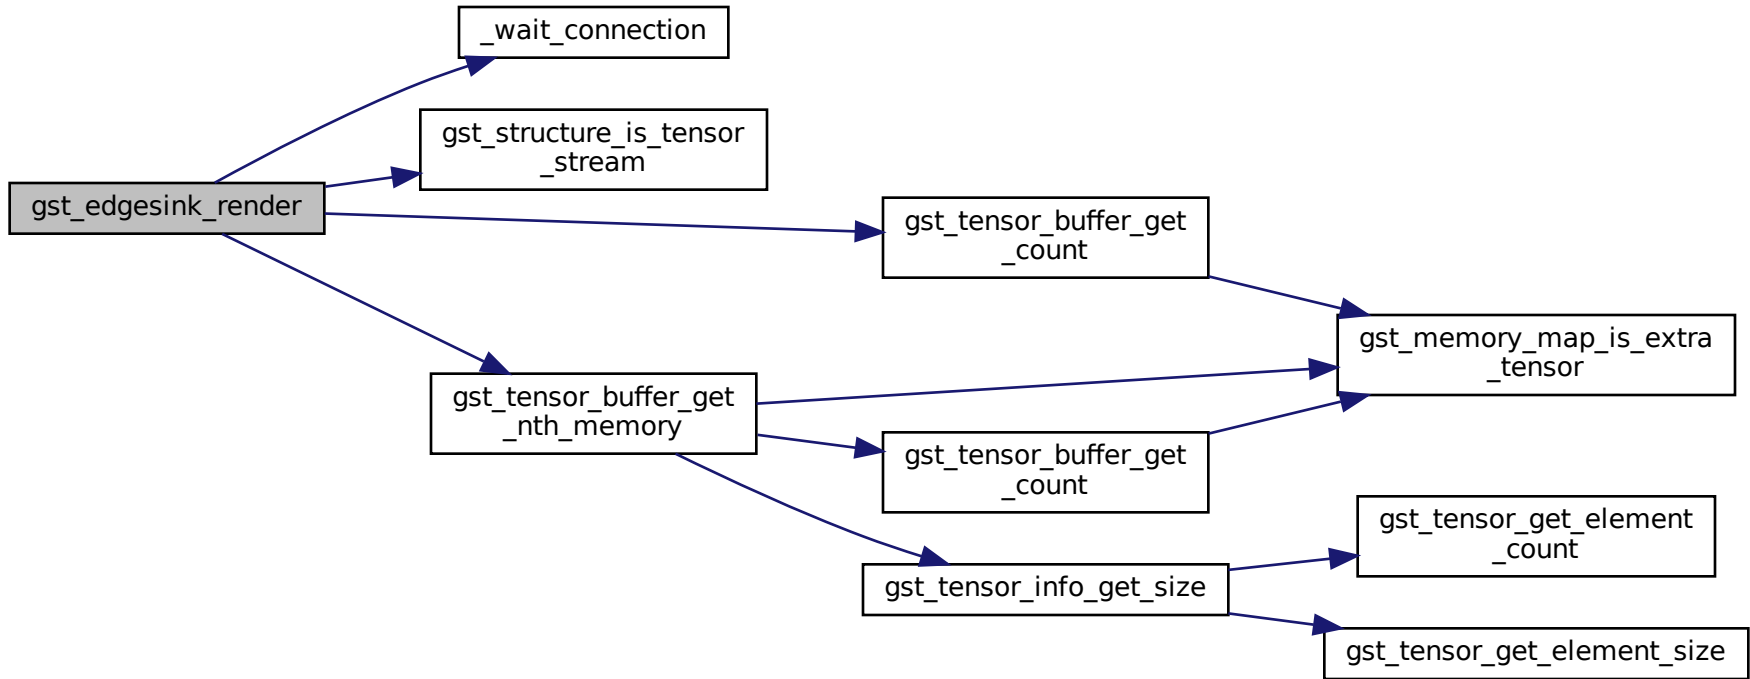 _wait_connection
gst_structure_is_tensor
_stream
gst_edgesink_render
gst_tensor_buffer_get
_count
gst_memory_map_is_extra
_tensor
gst_tensor_buffer_get
_nth_memory
gst_tensor_buffer_get
_count
gst_tensor_get_element
_count
gst_tensor_info_get_size
gst_tensor_get_element_size